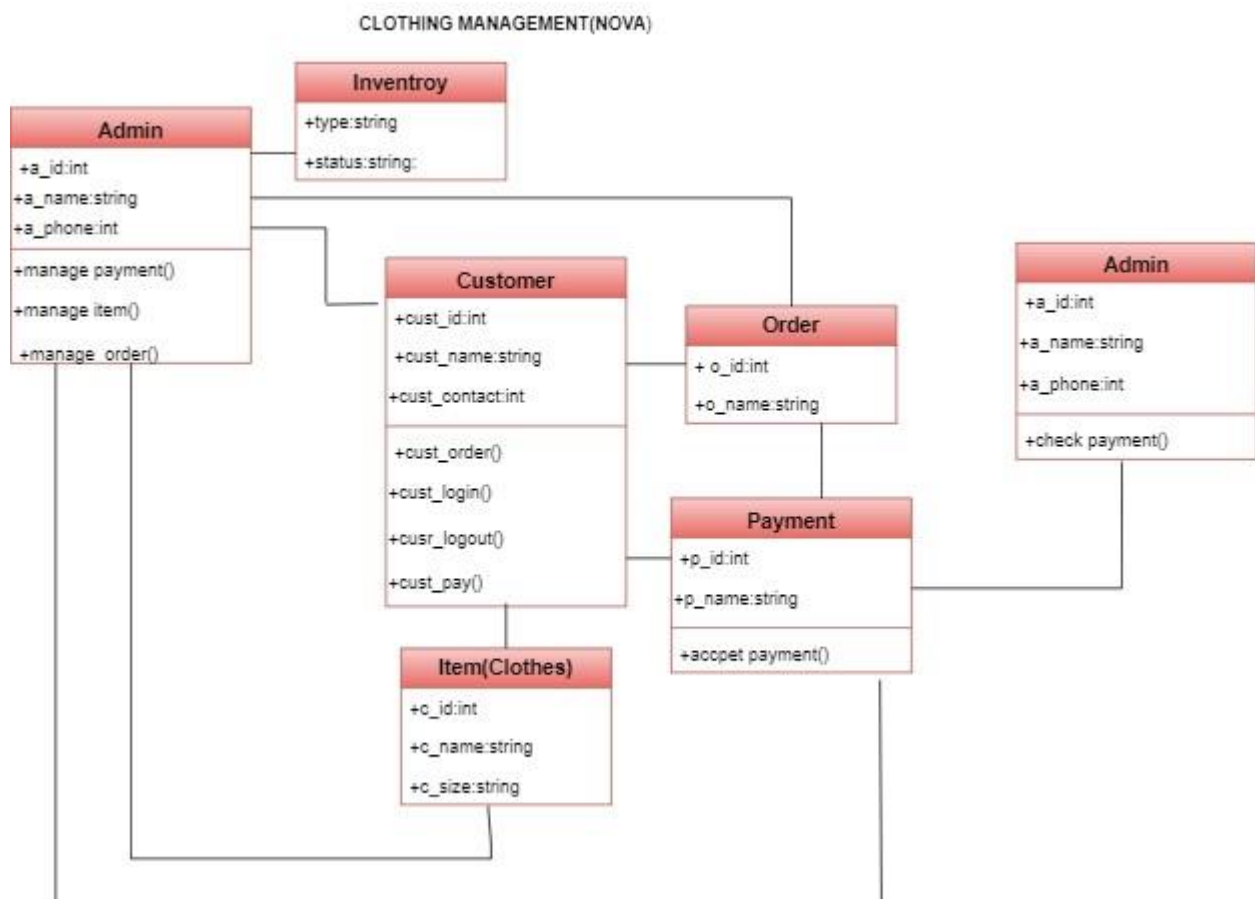 CLOTHING MANAGEMENT(NOVA)
Inventroy
+type:string
+status:string:
Admin
+a_id:int
+a_name:string
+a_phone:int
+manage payment()
+manage item()
+manage_order()
Customer
+cust_id:int
+cust_name:string
+cust_contact:int
+cust_order()
+cust_login()
+cusr_logout()
+cust_pay()
Order
+ o_id:int
+o_name:string
Admin
+a_id:int
+a_name:string
+a_phone:int
+check payment()
Payment
+p_id:int
+p_name:string
+accpet payment()
Item(Clothes)
+c_id:int
+c_name:string
+c_size:string